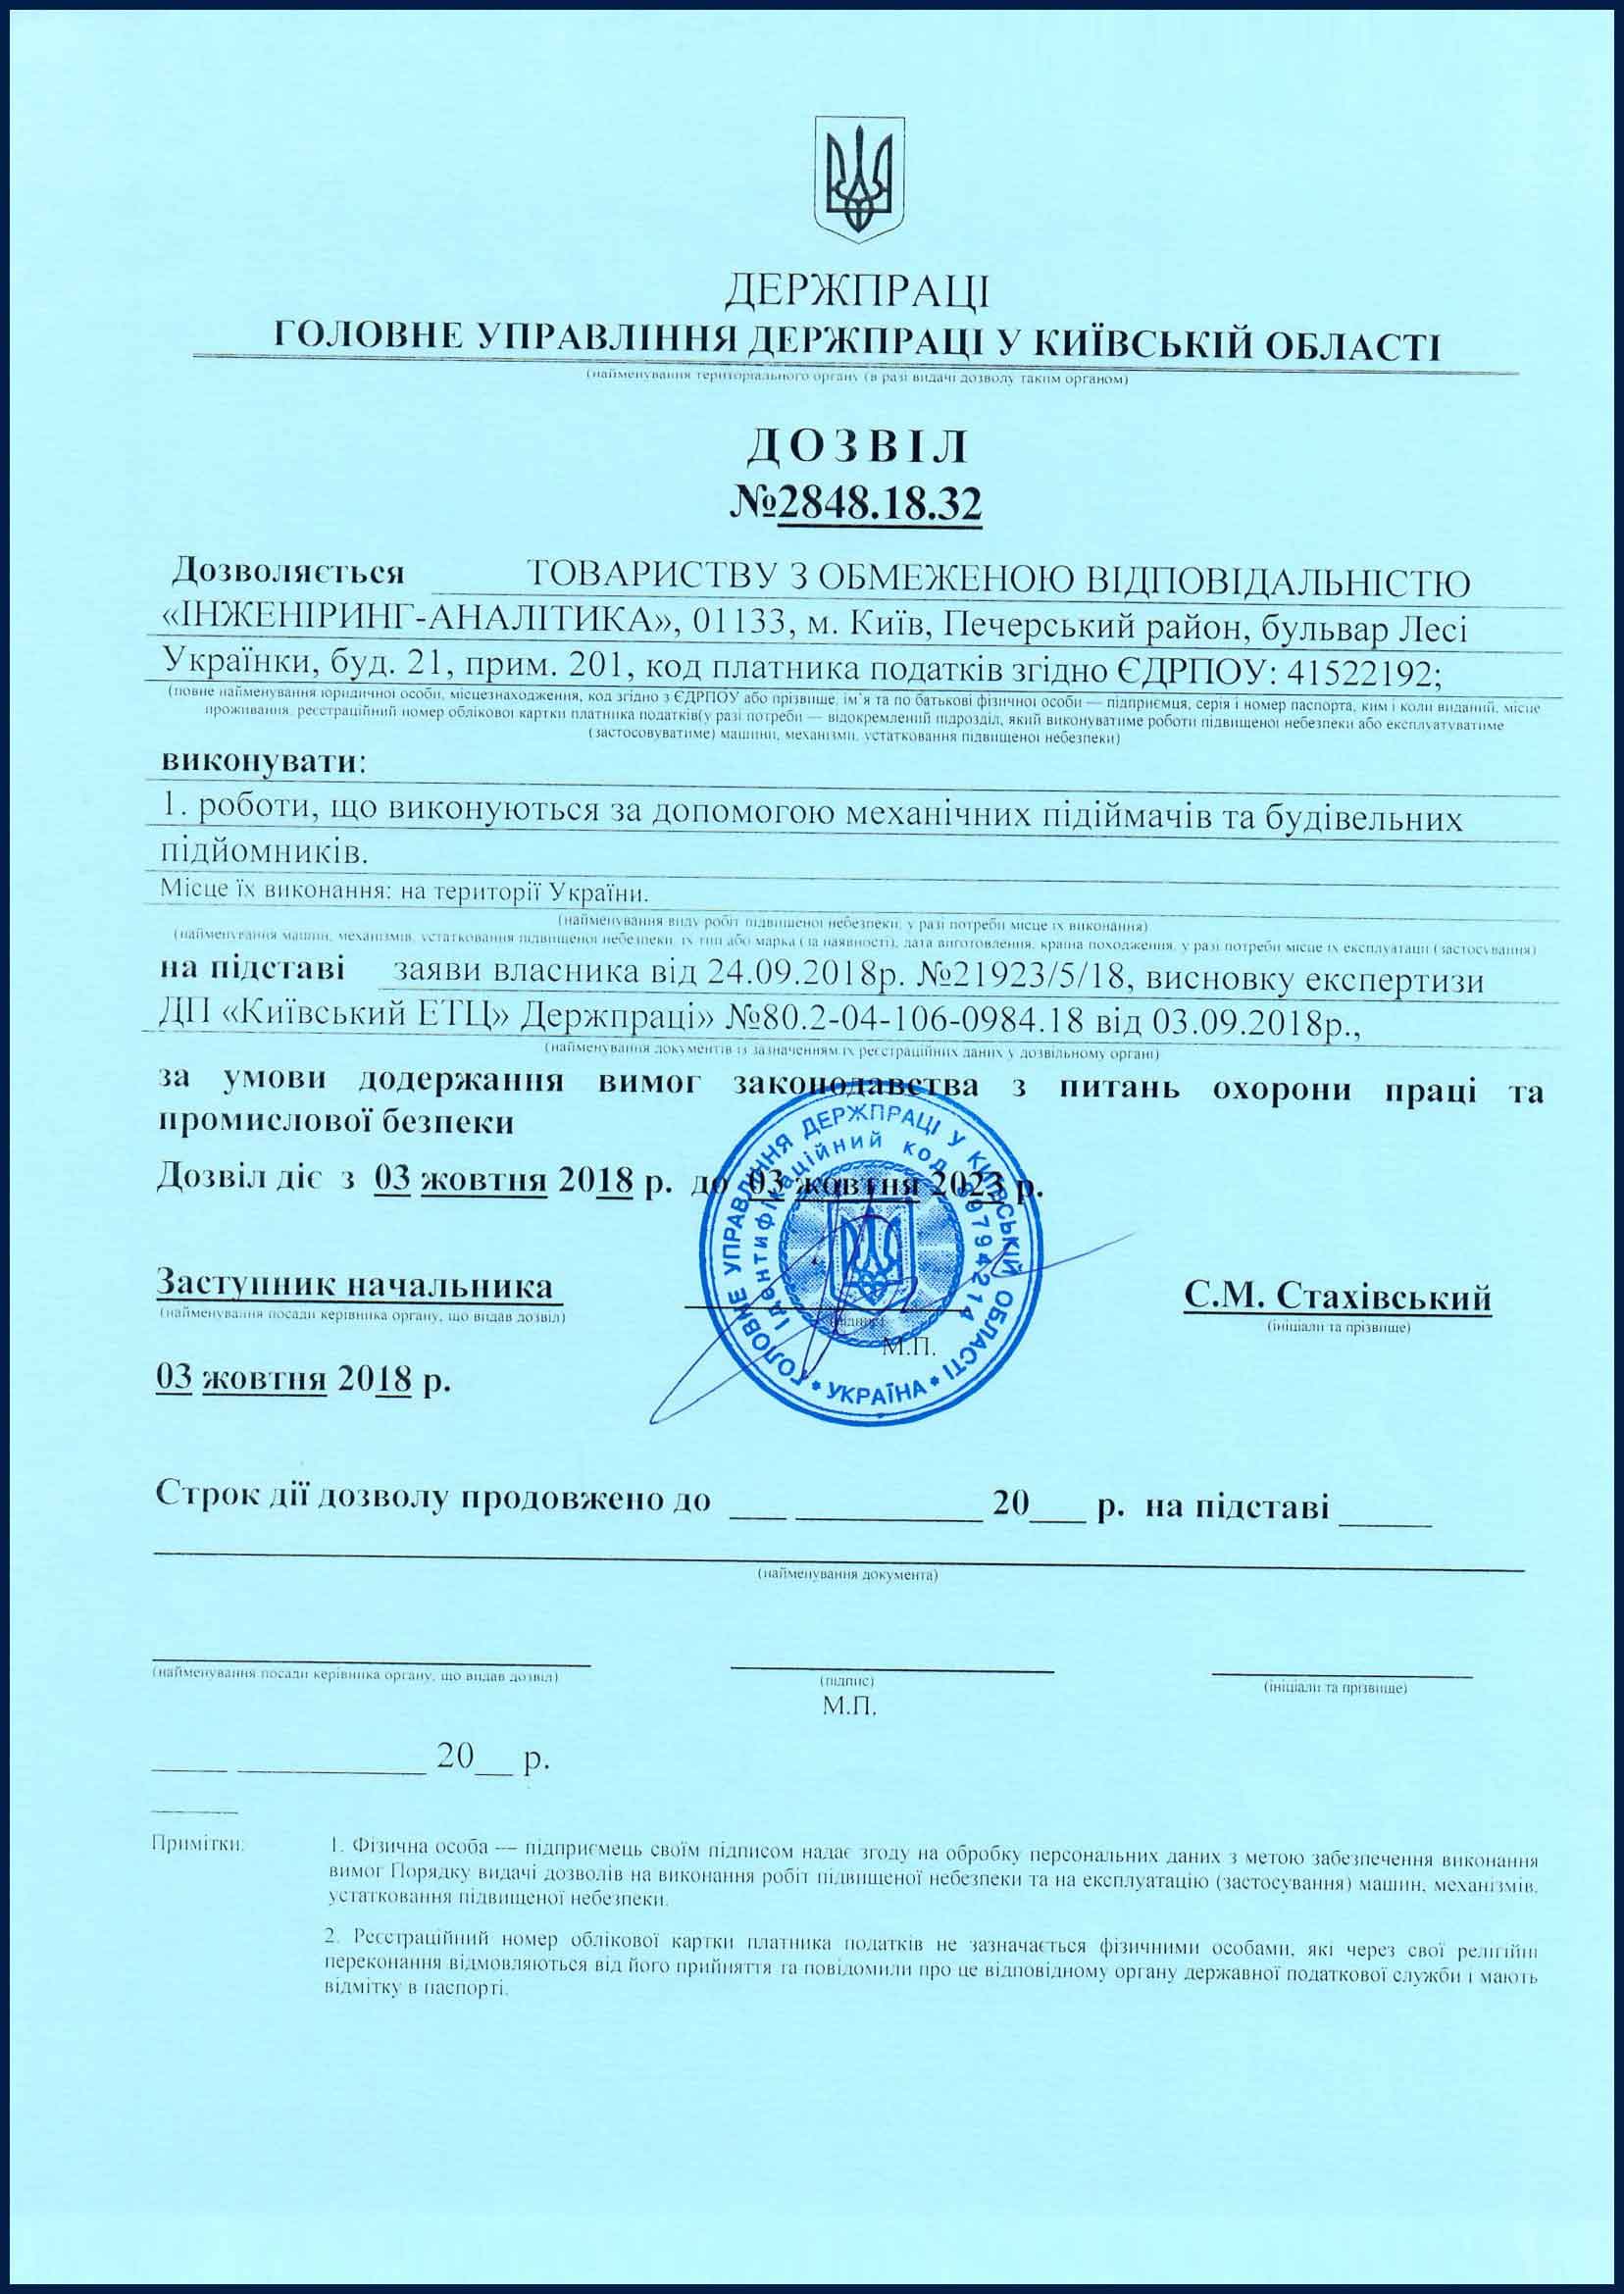 ДЕРЖПРАЦІ
ГОЛОВНЕ УПРАВЛІННЯ ДЕРЖПРАЦІ У КИЇВСЬКІЙ ОБЛАСТІ
(найменування територіального органу (в разі видачі дозволу таким органом)
ДОЗВІЛ
№2848.18.32
Дозволяється ТОВАРИСТВУ З ОБМЕЖЕНОЮ ВІДПОВІДАЛЬНІСТЮ
«ІНЖЕНІРИНГ-АНАЛІТИКА», 01133, м. Київ, Печерський район, бульвар Лесі
Українки, буд. 21, прим. 201, код платника податків згідно ЄДРПОУ: 41522192;
(повне найменування юридичної особи, місцезнаходження, код згідно з ЄДРПОУ або прізвище, ім'я та по батькові фізичної особи — підприємця, серія і номер паспорта, ким і коли виданий, місце
проживання, реєстраційний номер облікової картки платника податків(у разі потреби — відокремлений підрозділ, який виконуватиме роботи підвищеної небезпеки або експлуатуватиме
(застосовуватиме) машини, механізми, устатковання підвищеної небезпеки)
виконувати:
1. роботи, що виконуються за допомогою механічних підіймачів та будівельних
підйомників.
Місце їх виконання: на території України.
(найменування виду робіт підвищеної небезпеки, у разі потреби місце їх виконання)
(найменування машин, механізмів, устатковання підвищеної небезпеки, їх тип або марка (за наявності), дата виготовлення, країна походження, у разі потреби місце їх експлуатації (застосування)
на підставі заяви власника від 24.09.2018р. №21923/5/18, висновку експертизи
ДП «Київський ЕТЦ» Держпраці» №80.2-04-106-0984.18 від 03.09.2018р.,
(найменування документів із зазначенням їх реєстраційних даних у дозвільному органі)
за умови додержання вимог законодавства з питань охорони праці та
промислової безпеки
Дозвіл діє з 03 жовтня 2018 р. до 03 жовтня 2023 р.
ГОЛОВНЕ УПРАВЛІННЯ ДЕРЖПРАЦІ У КИЇВСЬКІЙ ОБЛАСТІ
Ідентифікаційний код 39794214
* УКРАЇНА *
Заступник начальника С.М. Стахівський
(найменування посади керівника органу, що видав дозвіл) (підпис) (ініціали та прізвище)
М.П.
03 жовтня 2018 р.
Строк дії дозволу продовжено до ___ __________ 20___ р. на підставі _____
(найменування документа)
(найменування посади керівника органу, що видав дозвіл) (підпис) (ініціали та прізвище)
М.П.
____ __________ 20__ р.
Примітки: 1. Фізична особа — підприємець своїм підписом надає згоду на обробку персональних даних з метою забезпечення виконання
вимог Порядку видачі дозволів на виконання робіт підвищеної небезпеки та на експлуатацію (застосування) машин, механізмів,
устатковання підвищеної небезпеки.
2. Реєстраційний номер облікової картки платника податків не зазначається фізичними особами, які через свої релігійні
переконання відмовляються від його прийняття та повідомили про це відповідному органу державної податкової служби і мають
відмітку в паспорті.